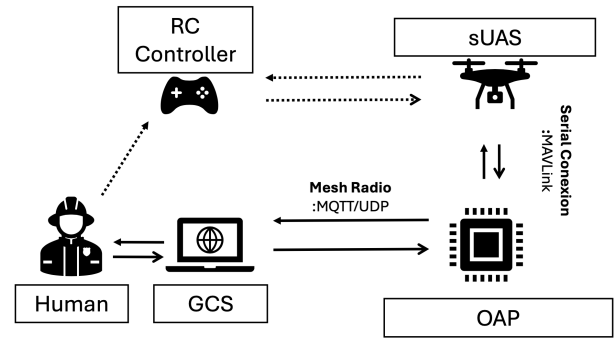 RC
Controller
sUAS
Serial Conexion
:MAVLink
Mesh Radio
:MQTT/UDP
Human
GCS
OAP